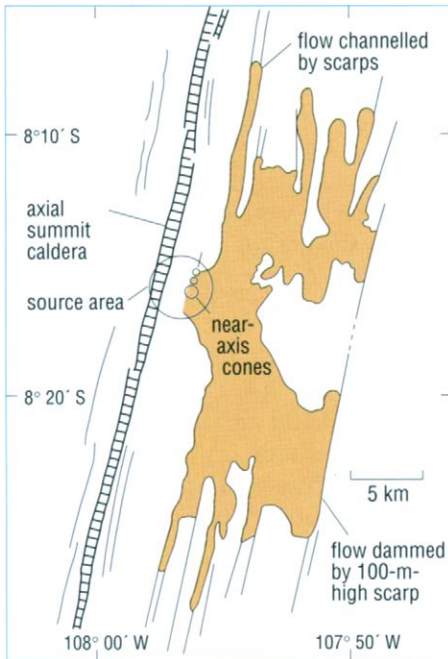 flow channelled
by scarps
8°10´ S
axial
summit
caldera
source area
near-
axis
cones
8°20´ S
5 km
flow dammed
by 100-m-
high scarp
108°00´ W
107°50´ W